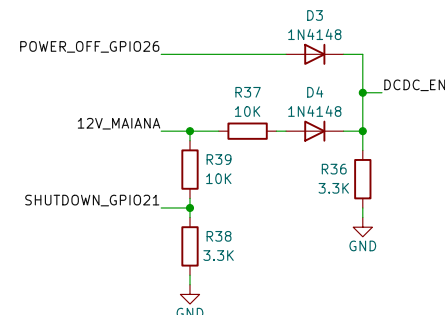 D3
1N4148
POWER_OFF_GPIO26
DCDC_EN
R37
10K
D4
1N4148
12V_MAIANA
R39
10K
R36
3.3K
SHUTDOWN_GPIO21
R38
3.3K
GND
GND